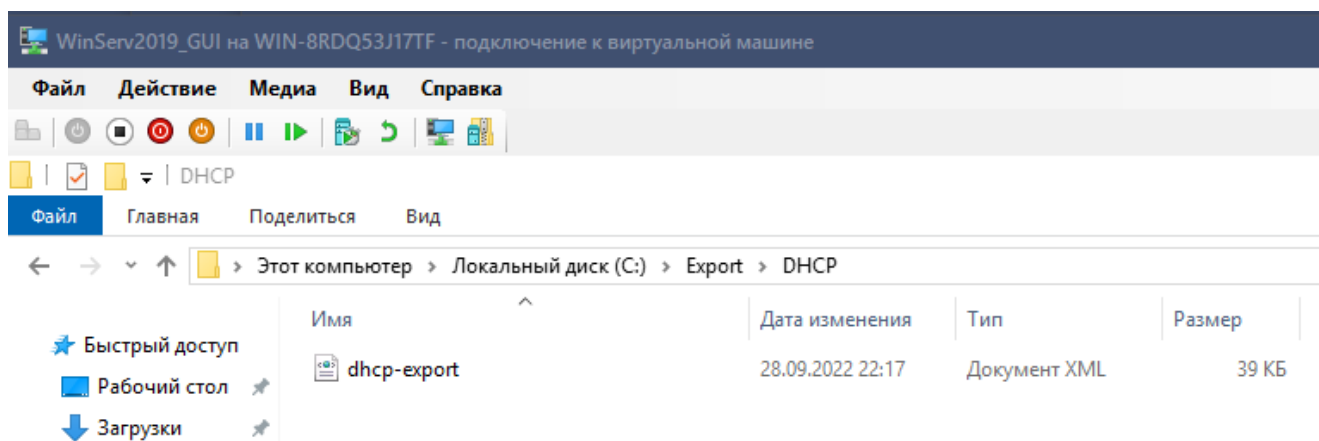 WinServ2019_GUI на WIN-8RDQ53J17TF - подключение к виртуальной машине
Файл Действие Медиа Вид Справка
DHCP
Файл Главная Поделиться Вид
Этот компьютер > Локальный диск (C:) > Export > DHCP
Имя Дата изменения Тип Размер
Быстрый доступ
dhcp-export 28.09.2022 22:17 Документ XML 39 КБ
Рабочий стол
Загрузки